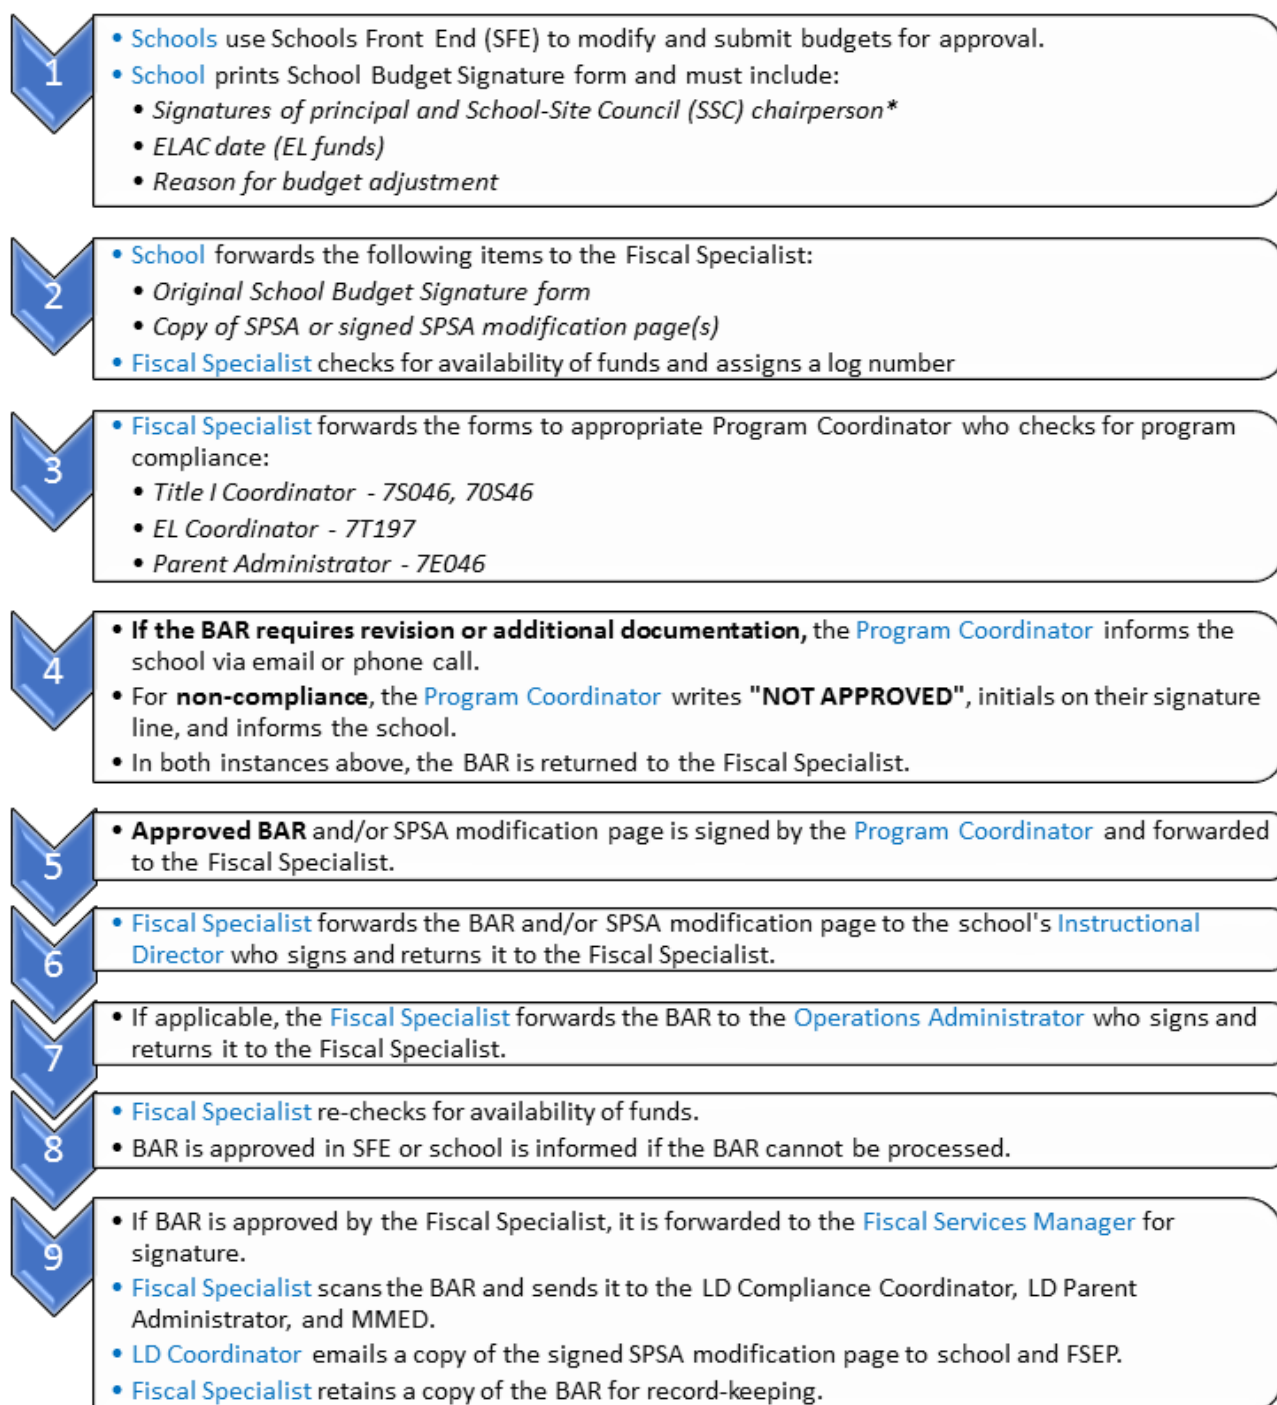 1
• Schools use Schools Front End (SFE) to modify and submit budgets for approval.
• School prints School Budget Signature form and must include:
• Signatures of principal and School-Site Council (SSC) chairperson*
• ELAC date (EL funds)
• Reason for budget adjustment
2
• School forwards the following items to the Fiscal Specialist:
• Original School Budget Signature form
• Copy of SPSA or signed SPSA modification page(s)
• Fiscal Specialist checks for availability of funds and assigns a log number
3
• Fiscal Specialist forwards the forms to appropriate Program Coordinator who checks for program
compliance:
• Title I Coordinator - 7S046, 70S46
• EL Coordinator - 7T197
• Parent Administrator - 7E046
4
• If the BAR requires revision or additional documentation, the Program Coordinator informs the
school via email or phone call.
• For non-compliance, the Program Coordinator writes "NOT APPROVED", initials on their signature
line, and informs the school.
• In both instances above, the BAR is returned to the Fiscal Specialist.
5
• Approved BAR and/or SPSA modification page is signed by the Program Coordinator and forwarded
to the Fiscal Specialist.
6
• Fiscal Specialist forwards the BAR and/or SPSA modification page to the school's Instructional
Director who signs and returns it to the Fiscal Specialist.
7
• If applicable, the Fiscal Specialist forwards the BAR to the Operations Administrator who signs and
returns it to the Fiscal Specialist.
8
• Fiscal Specialist re-checks for availability of funds.
• BAR is approved in SFE or school is informed if the BAR cannot be processed.
9
• If BAR is approved by the Fiscal Specialist, it is forwarded to the Fiscal Services Manager for
signature.
• Fiscal Specialist scans the BAR and sends it to the LD Compliance Coordinator, LD Parent
Administrator, and MMED.
• LD Coordinator emails a copy of the signed SPSA modification page to school and FSEP.
• Fiscal Specialist retains a copy of the BAR for record-keeping.